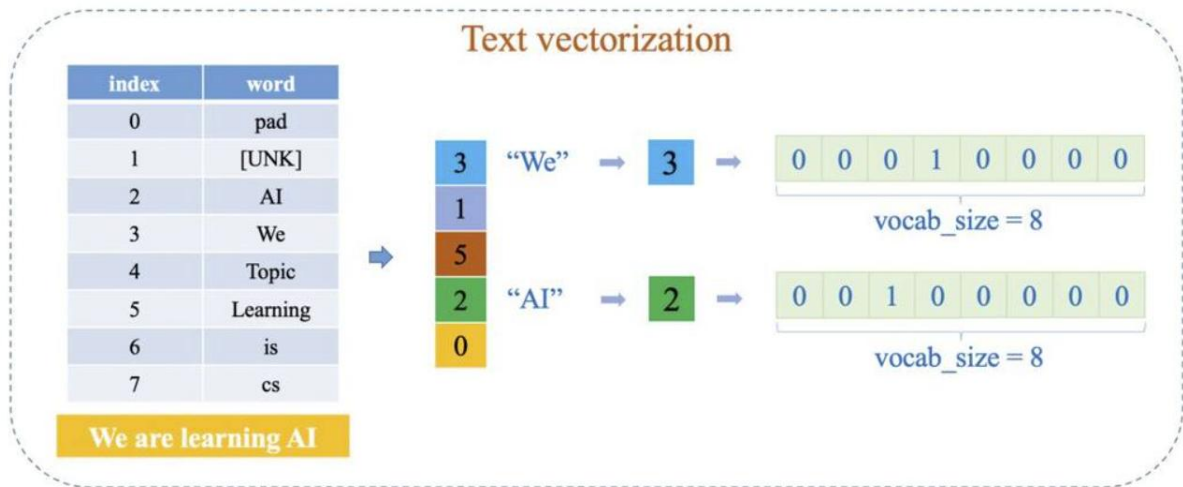 Text vectorization
index word
0 pad
1 [UNK]
2 AI
3 We
4 Topic
5 Learning
6 is
7 cs
We are learning AI
3
1
5
2
0
“We” 3 0 0 0 1 0 0 0 0
vocab_size = 8
“AI” 2 0 0 1 0 0 0 0 0
vocab_size = 8